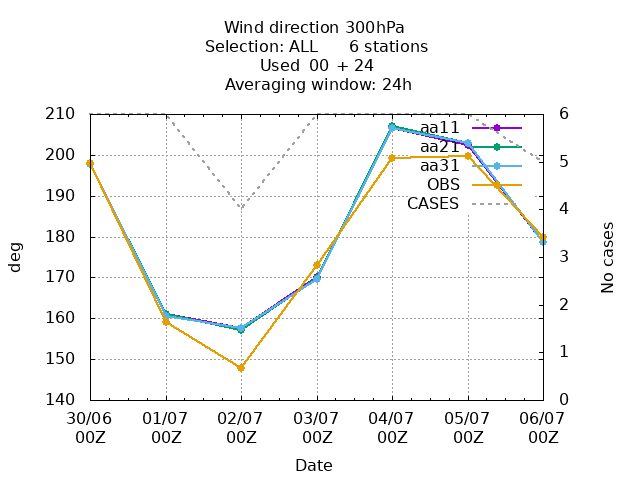 Wind direction 300hPa
Selection: ALL 6 stations
Used 00 + 24
Averaging window: 24h
210
200
190
180
170
160
150
140
deg
6
5
4
3
2
1
0
No cases
aa11
aa21
aa31
OBS
CASES
30/06 01/07 02/07 03/07 04/07 05/07 06/07
00Z 00Z 00Z 00Z 00Z 00Z 00Z
Date